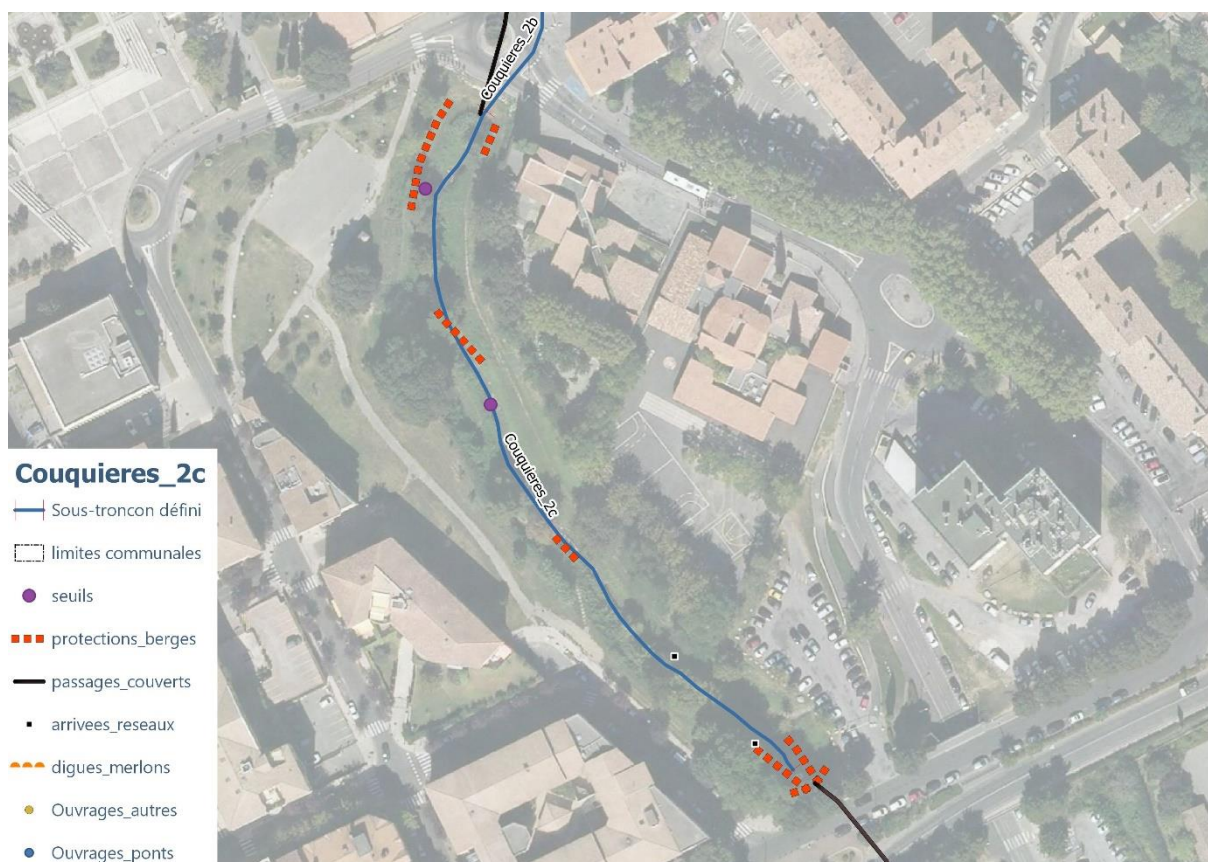 Couquieres_2b
Couquieres_2c
Couquieres_2c
Sous-troncon défini
limites communales
seuils
protections_berges
passages_couverts
arrivees_reseaux
digues_merlons
Ouvrages_autres
Ouvrages_ponts